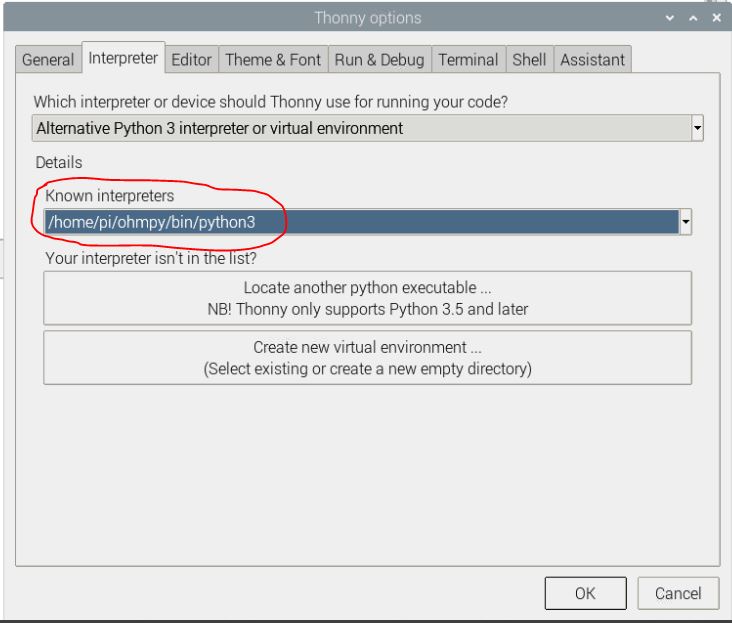 Thonny options
General Interpreter Editor Theme & Font Run & Debug Terminal Shell Assistant
Which interpreter or device should Thonny use for running your code?
Alternative Python 3 interpreter or virtual environment
Details
Known interpreters
/home/pi/ohmpy/bin/python3
Your interpreter isn't in the list?
Locate another python executable ...
NB! Thonny only supports Python 3.5 and later
Create new virtual environment ...
(Select existing or create a new empty directory)
OK Cancel